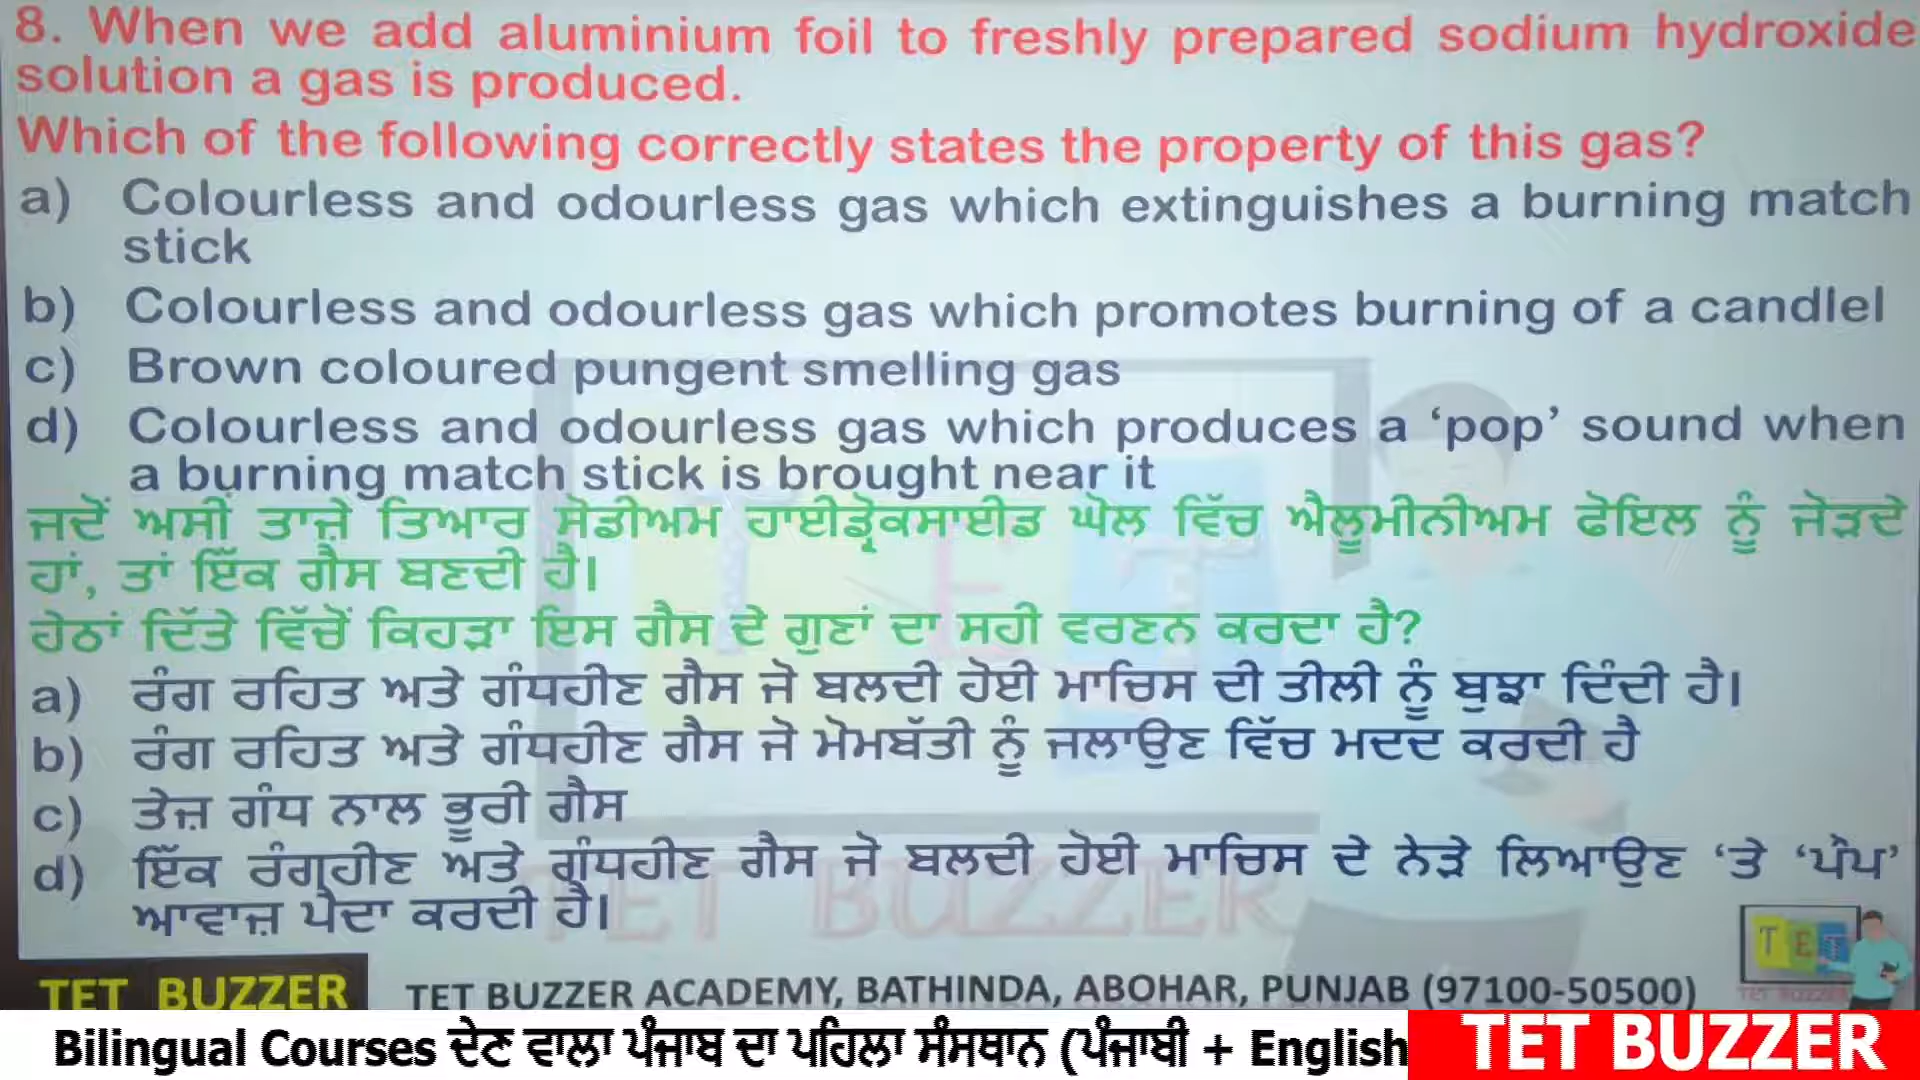 8. When we add aluminium foil to freshly prepared sodium hydroxide
solution a gas is produced.
Which of the following correctly states the property of this gas?
a) Colourless and odourless gas which extinguishes a burning match
stick
b) Colourless and odourless gas which promotes burning of a candlel
c) Brown coloured pungent smelling gas
d) Colourless and odourless gas which produces a ‘pop’ sound when
a burning match stick is brought near it
ਜਦੋਂ ਅਸੀਂ ਤਾਜ਼ੇ ਤਿਆਰ ਸੋਡੀਅਮ ਹਾਈਡ੍ਰੋਕਸਾਈਡ ਘੋਲ ਵਿੱਚ ਐਲੂਮੀਨੀਅਮ ਫੋਇਲ ਨੂੰ ਜੋੜਦੇ
ਹਾਂ, ਤਾਂ ਇੱਕ ਗੈਸ ਬਣਦੀ ਹੈ।
ਹੇਠਾਂ ਦਿੱਤੇ ਵਿੱਚੋਂ ਕਿਹੜਾ ਇਸ ਗੈਸ ਦੇ ਗੁਣਾਂ ਦਾ ਸਹੀ ਵਰਣਨ ਕਰਦਾ ਹੈ?
a) ਰੰਗ ਰਹਿਤ ਅਤੇ ਗੰਧਹੀਣ ਗੈਸ ਜੋ ਬਲਦੀ ਹੋਈ ਮਾਚਿਸ ਦੀ ਤੀਲੀ ਨੂੰ ਬੁਝਾ ਦਿੰਦੀ ਹੈ।
b) ਰੰਗ ਰਹਿਤ ਅਤੇ ਗੰਧਹੀਣ ਗੈਸ ਜੋ ਮੋਮਬੱਤੀ ਨੂੰ ਜਲਾਉਣ ਵਿੱਚ ਮਦਦ ਕਰਦੀ ਹੈ
c) ਤੇਜ਼ ਗੰਧ ਨਾਲ ਭੂਰੀ ਗੈਸ
d) ਇੱਕ ਰੰਗਹੀਣ ਅਤੇ ਗੰਧਹੀਣ ਗੈਸ ਜੋ ਬਲਦੀ ਹੋਈ ਮਾਚਿਸ ਦੇ ਨੇੜੇ ਲਿਆਉਣ ‘ਤੇ ‘ਪੌਪ’
ਆਵਾਜ਼ ਪੈਦਾ ਕਰਦੀ ਹੈ।
TET BUZZER
TET
TET BUZZER
TET BUZZER
TET BUZZER ACADEMY, BATHINDA, ABOHAR, PUNJAB (97100-50500)
TET
Bilingual Courses ਦੇਣ ਵਾਲਾ ਪੰਜਾਬ ਦਾ ਪਹਿਲਾ ਸੰਸਥਾਨ (ਪੰਜਾਬੀ + English
TET BUZZER